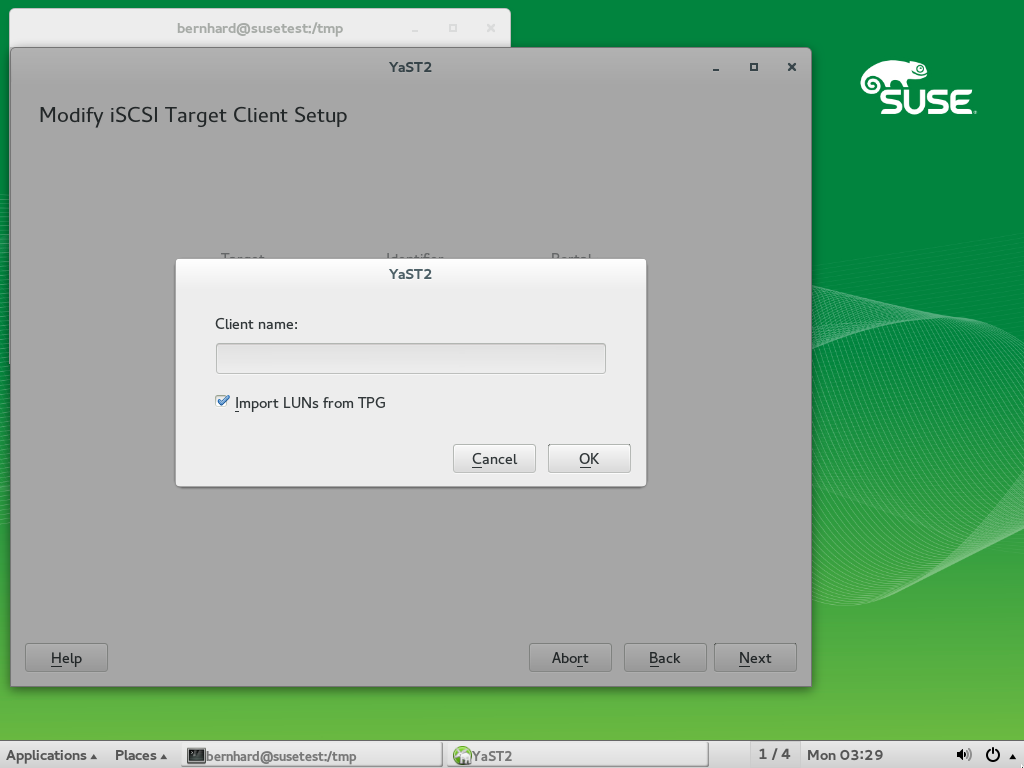 bernhard@susetest:/tmp
YaST2
Modify iSCSI Target Client Setup
SUSE
Target Identifier Portal
YaST2
Client name:
Import LUNs from TPG
Cancel OK
Help Abort Back Next
Applications Places bernhard@susetest:/tmp YaST2 1 / 4 Mon 03:29